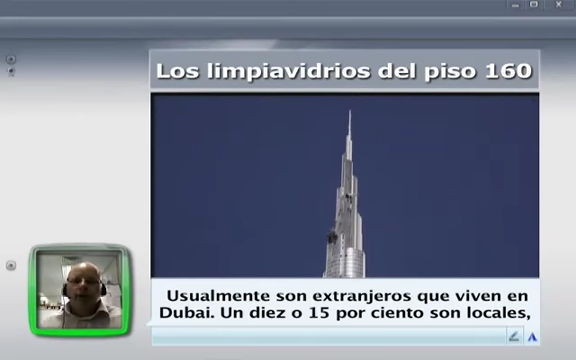 Los limpiavidrios del piso 160
Usualmente son extranjeros que viven en
Dubai. Un diez o 15 por ciento son locales,